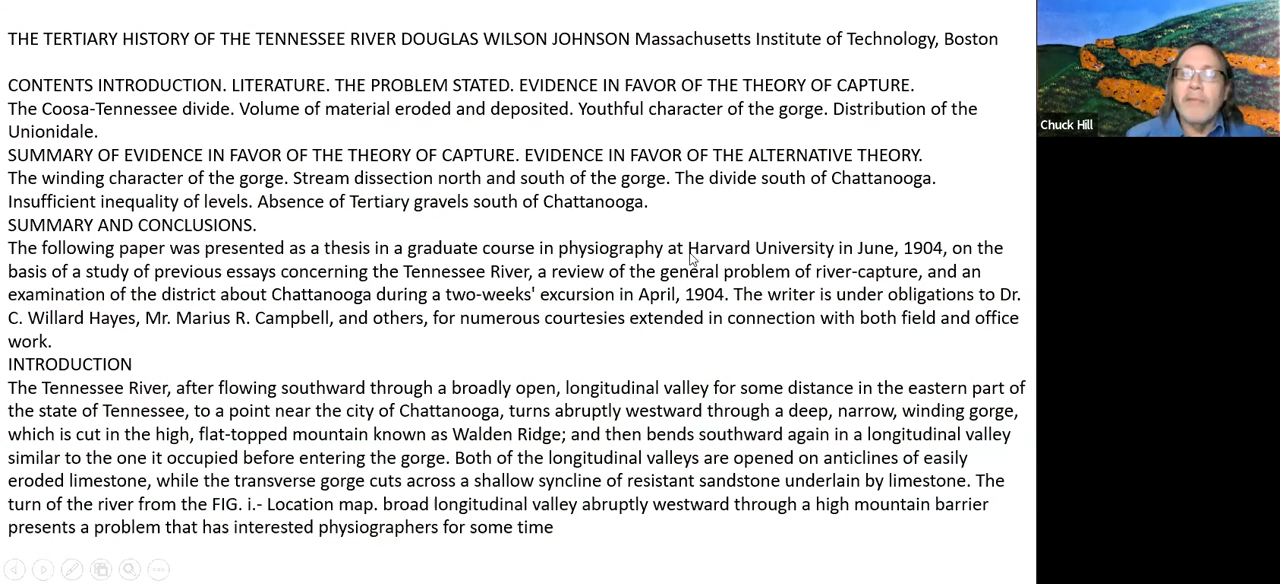 THE TERTIARY HISTORY OF THE TENNESSEE RIVER DOUGLAS WILSON JOHNSON Massachusetts Institute of Technology, Boston
CONTENTS INTRODUCTION. LITERATURE. THE PROBLEM STATED. EVIDENCE IN FAVOR OF THE THEORY OF CAPTURE.
The Coosa-Tennessee divide. Volume of material eroded and deposited. Youthful character of the gorge. Distribution of the
Unionidale.
SUMMARY OF EVIDENCE IN FAVOR OF THE THEORY OF CAPTURE. EVIDENCE IN FAVOR OF THE ALTERNATIVE THEORY.
The winding character of the gorge. Stream dissection north and south of the gorge. The divide south of Chattanooga.
Insufficient inequality of levels. Absence of Tertiary gravels south of Chattanooga.
SUMMARY AND CONCLUSIONS.
The following paper was presented as a thesis in a graduate course in physiography at Harvard University in June, 1904, on the
basis of a study of previous essays concerning the Tennessee River, a review of the general problem of river-capture, and an
examination of the district about Chattanooga during a two-weeks' excursion in April, 1904. The writer is under obligations to Dr.
C. Willard Hayes, Mr. Marius R. Campbell, and others, for numerous courtesies extended in connection with both field and office
work.
INTRODUCTION
The Tennessee River, after flowing southward through a broadly open, longitudinal valley for some distance in the eastern part of
the state of Tennessee, to a point near the city of Chattanooga, turns abruptly westward through a deep, narrow, winding gorge,
which is cut in the high, flat-topped mountain known as Walden Ridge; and then bends southward again in a longitudinal valley
similar to the one it occupied before entering the gorge. Both of the longitudinal valleys are opened on anticlines of easily
eroded limestone, while the transverse gorge cuts across a shallow syncline of resistant sandstone underlain by limestone. The
turn of the river from the FIG. i.- Location map. broad longitudinal valley abruptly westward through a high mountain barrier
presents a problem that has interested physiographers for some time
Chuck Hill